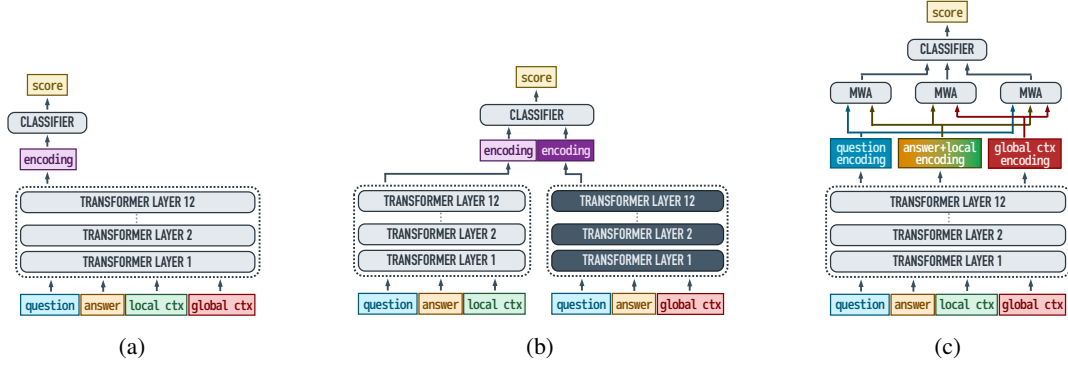 score
CLASSIFIER
encoding
TRANSFORMER LAYER 12
TRANSFORMER LAYER 2
TRANSFORMER LAYER 1
question answer local ctx global ctx
(a)
score
CLASSIFIER
encoding encoding
TRANSFORMER LAYER 12 TRANSFORMER LAYER 12
TRANSFORMER LAYER 2 TRANSFORMER LAYER 2
TRANSFORMER LAYER 1 TRANSFORMER LAYER 1
question answer local ctx question answer global ctx
(b)
score
CLASSIFIER
MWA MWA MWA
question answer+local global ctx
encoding encoding encoding
TRANSFORMER LAYER 12
TRANSFORMER LAYER 2
TRANSFORMER LAYER 1
question answer local ctx global ctx
(c)